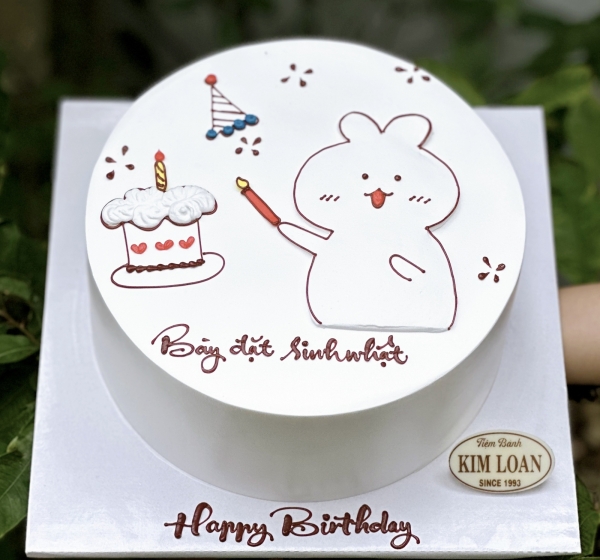 Bày đặt sinh nhật
Happy Birthday
Tiệm Bánh
KIM LOAN
SINCE 1993